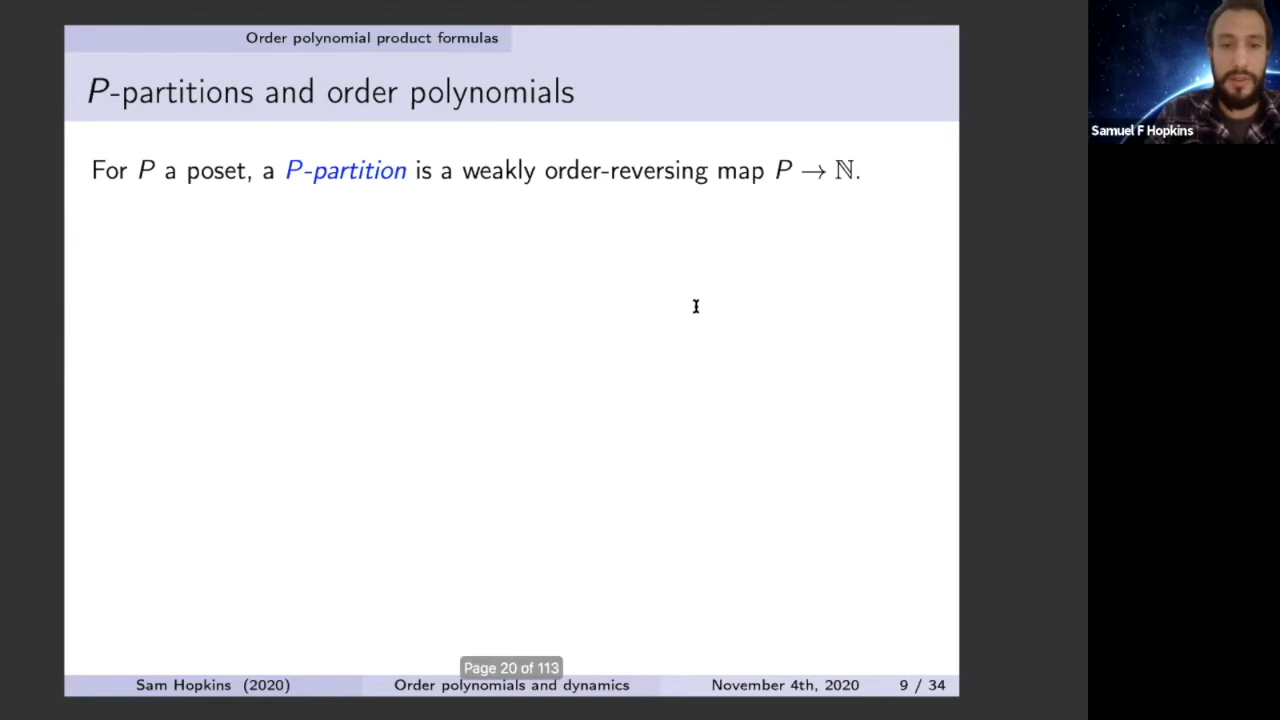 Order polynomial product formulas
P-partitions and order polynomials
For P a poset, a P-partition is a weakly order-reversing map P → ℕ.
Page 20 of 113
Sam Hopkins (2020) Order polynomials and dynamics November 4th, 2020 9 / 34
Samuel F Hopkins